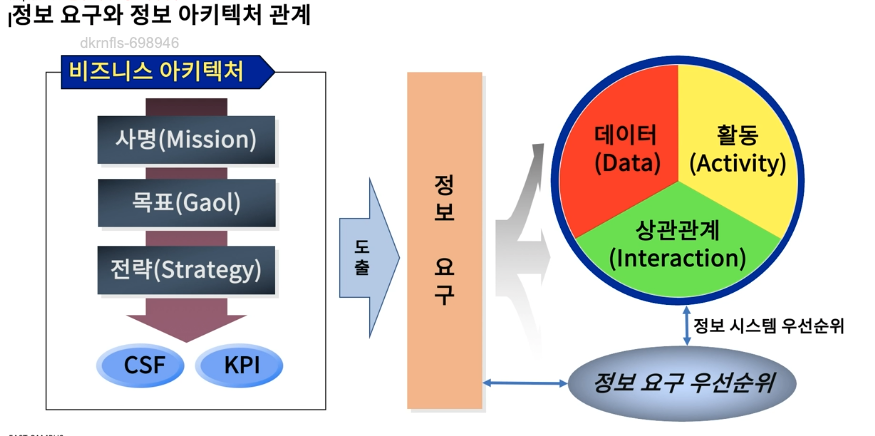 정보 요구와 정보 아키텍처 관계
dkrnfls-698946
비즈니스 아키텍처
사명(Mission)
목표(Gaol)
전략(Strategy)
CSF
KPI
도
출
정
보
요
구
데이터
(Data)
활동
(Activity)
상관관계
(Interaction)
정보 시스템 우선순위
정보 요구 우선순위